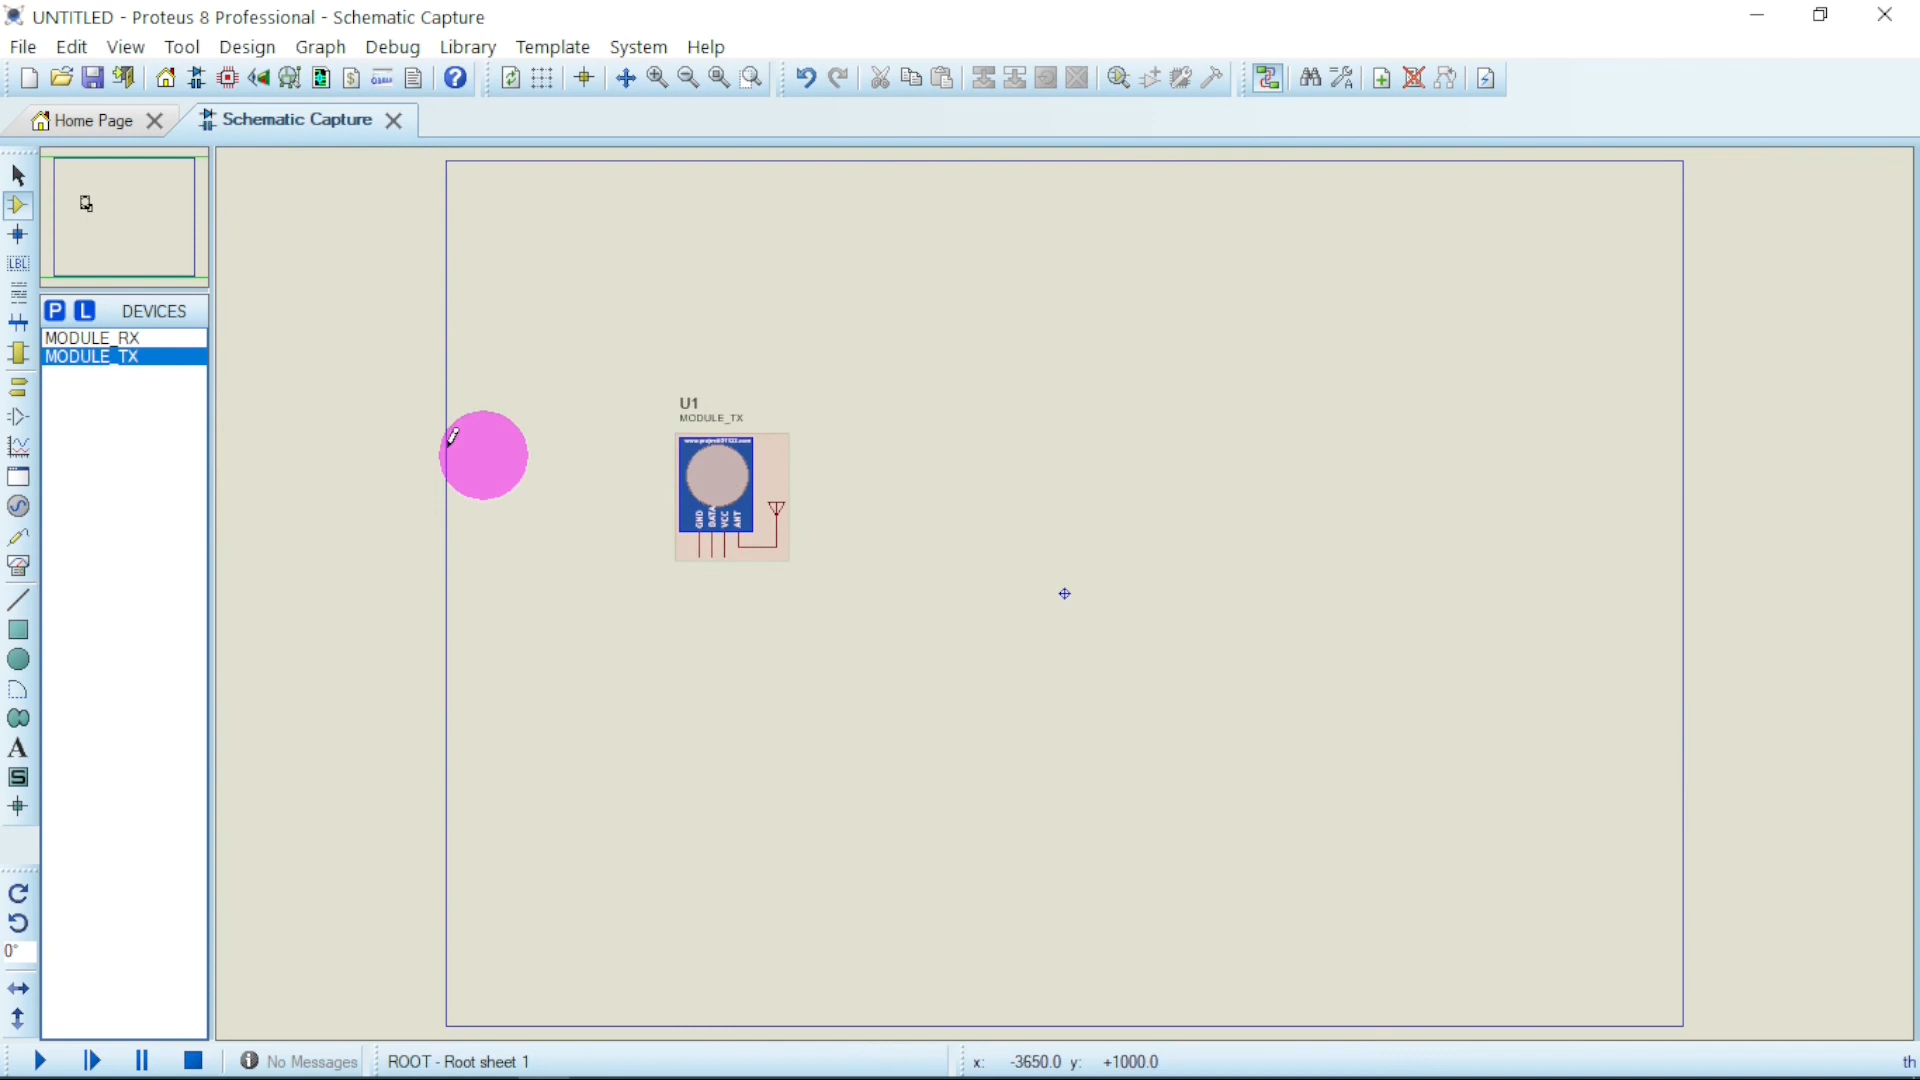 UNTITLED - Proteus 8 Professional - Schematic Capture
File Edit View Tool Design Graph Debug Library Template System Help
Home Page
Schematic Capture
LBL
P L DEVICES
MODULE_RX
MODULE_TX
U1
MODULE_TX
GND DATA VCC ANT
A
S
0°
No Messages
ROOT - Root sheet 1
x: -3650.0 y: +1000.0
th